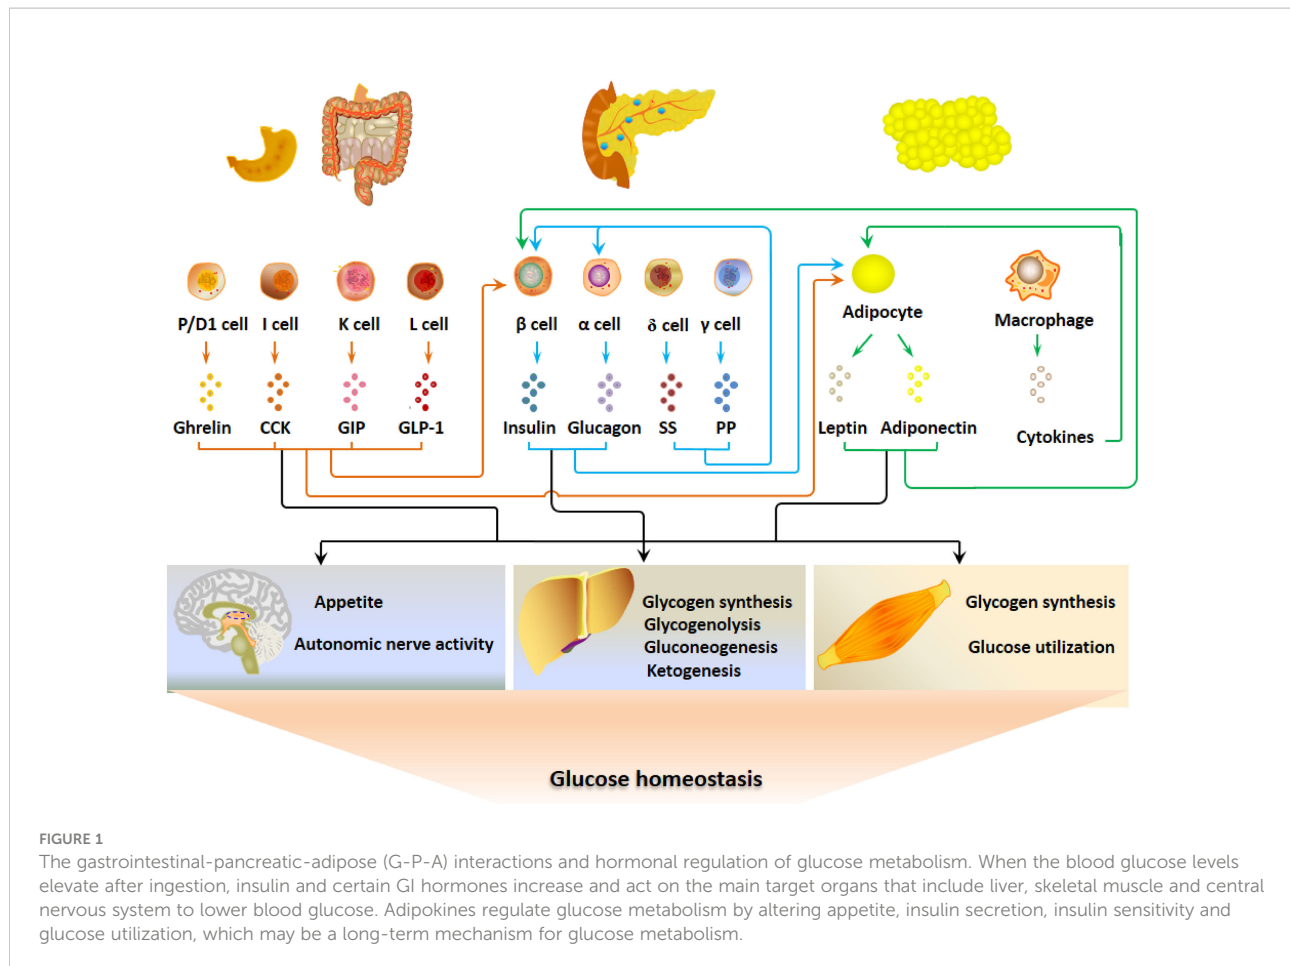 P/D1 cell I cell K cell L cell β cell α cell δ cell γ cell Adipocyte Macrophage
Ghrelin CCK GIP GLP-1 Insulin Glucagon SS PP Leptin Adiponectin Cytokines
Appetite
Autonomic nerve activity
Glycogen synthesis
Glycogenolysis
Gluconeogenesis
Ketogenesis
Glycogen synthesis
Glucose utilization
Glucose homeostasis
FIGURE 1
The gastrointestinal-pancreatic-adipose (G-P-A) interactions and hormonal regulation of glucose metabolism. When the blood glucose levels
elevate after ingestion, insulin and certain GI hormones increase and act on the main target organs that include liver, skeletal muscle and central
nervous system to lower blood glucose. Adipokines regulate glucose metabolism by altering appetite, insulin secretion, insulin sensitivity and
glucose utilization, which may be a long-term mechanism for glucose metabolism.